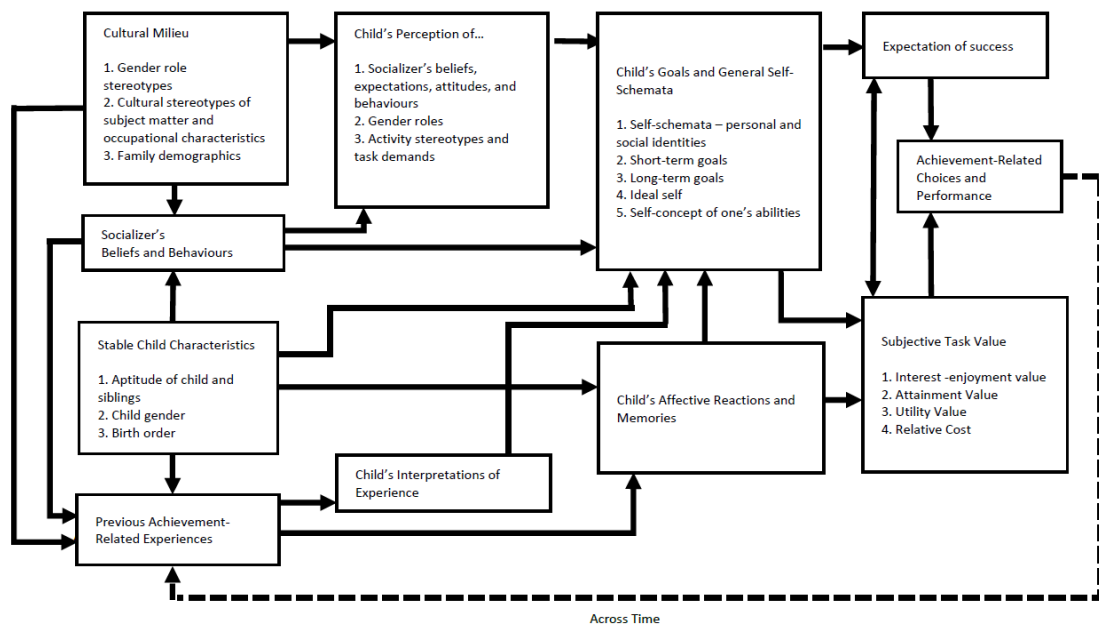 Cultural Milieu
1. Gender role
stereotypes
2. Cultural stereotypes of
subject matter and
occupational characteristics
3. Family demographics
Child's Perception of…
1. Socializer's beliefs,
expectations, attitudes, and
behaviours
2. Gender roles
3. Activity stereotypes and
task demands
Child's Goals and General Self-
Schemata
1. Self-schemata – personal and
social identities
2. Short-term goals
3. Long-term goals
4. Ideal self
5. Self-concept of one's abilities
Expectation of success
Achievement-Related
Choices and
Performance
Socializer's
Beliefs and Behaviours
Stable Child Characteristics
1. Aptitude of child and
siblings
2. Child gender
3. Birth order
Child's Affective Reactions and
Memories
Subjective Task Value
1. Interest -enjoyment value
2. Attainment Value
3. Utility Value
4. Relative Cost
Child's Interpretations of
Experience
Previous Achievement-
Related Experiences
Across Time